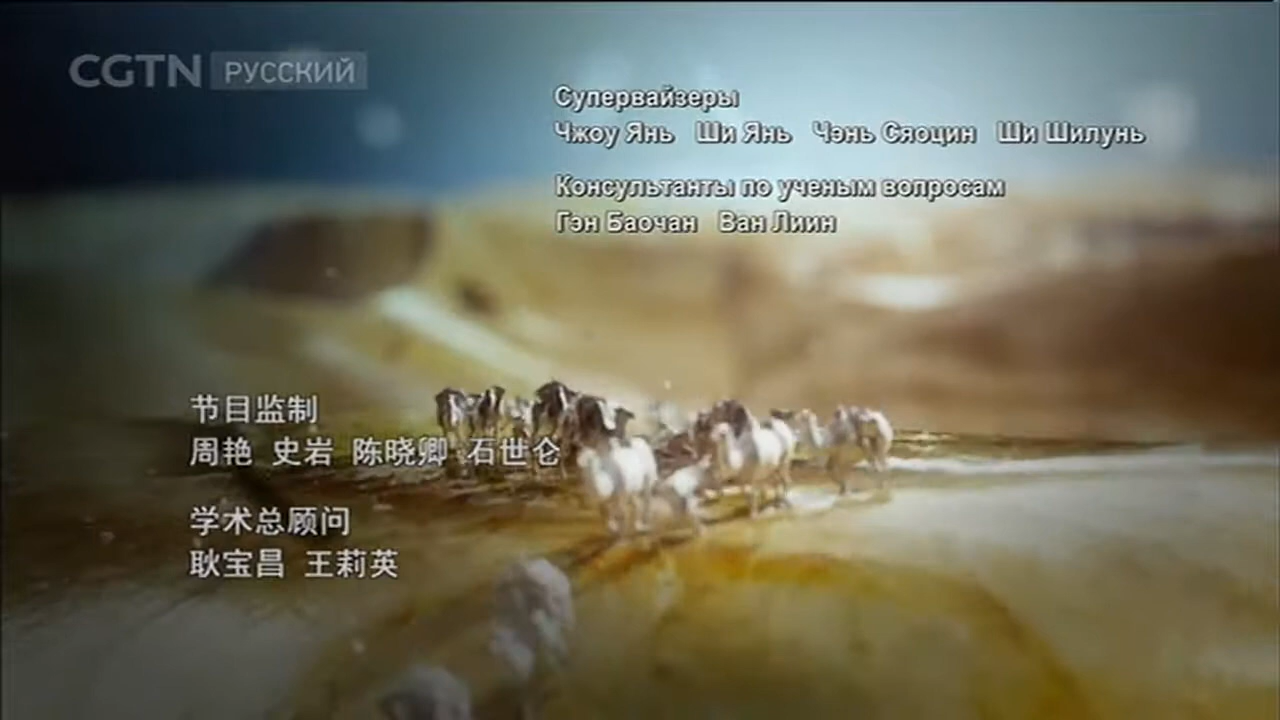 CGTN РУССКИЙ
Супервайзеры
Чжоу Янь Ши Янь Чэнь Сяоцин Ши Шилунь
Консультанты по ученым вопросам
Гэн Баочан Ван Лиин
节目监制
周艳 史岩 陈晓卿 石世仑
学术总顾问
耿宝昌 王莉英